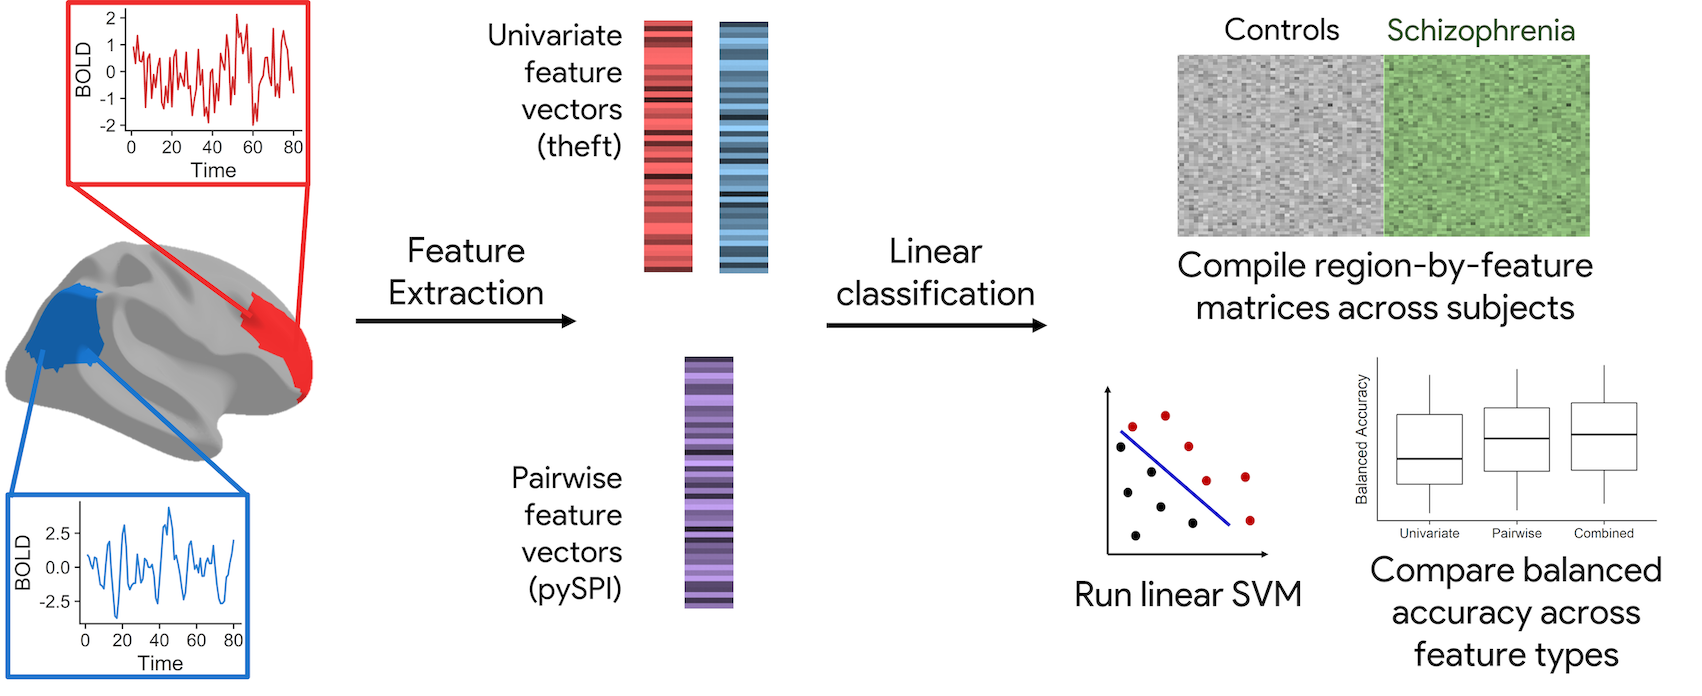 BOLD
2
1
0
-1
-2
0 20 40 60 80
Time
BOLD
2.5
0.0
-2.5
0 20 40 60 80
Time
Feature
Extraction
Univariate
feature
vectors
(theft)
Pairwise
feature
vectors
(pySPI)
Linear
classification
Controls Schizophrenia
Compile region-by-feature
matrices across subjects
Run linear SVM
Balanced Accuracy
Univariate Pairwise Combined
Compare balanced
accuracy across
feature types